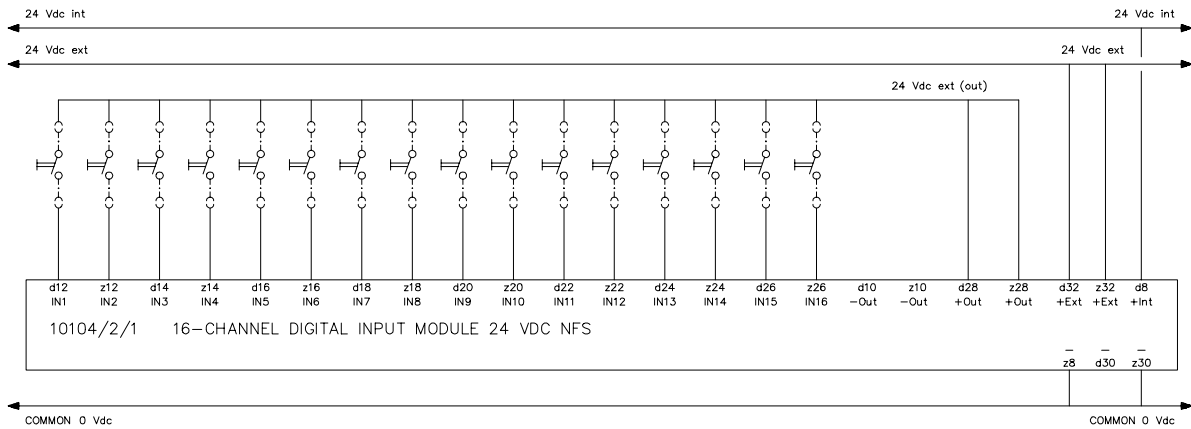 24 Vdc int 24 Vdc int
24 Vdc ext 24 Vdc ext
24 Vdc ext (out)
d12 z12 d14 z14 d16 z16 d18 z18 d20 z20 d22 z22 d24 z24 d26 z26 d10 z10 d28 z28 d32 z32 d8
IN1 IN2 IN3 IN4 IN5 IN6 IN7 IN8 IN9 IN10 IN11 IN12 IN13 IN14 IN15 IN16 −Out −Out +Out +Out +Ext +Ext +Int
10104/2/1 16−CHANNEL DIGITAL INPUT MODULE 24 VDC NFS
− − −
z8 d30 z30
COMMON 0 Vdc COMMON 0 Vdc